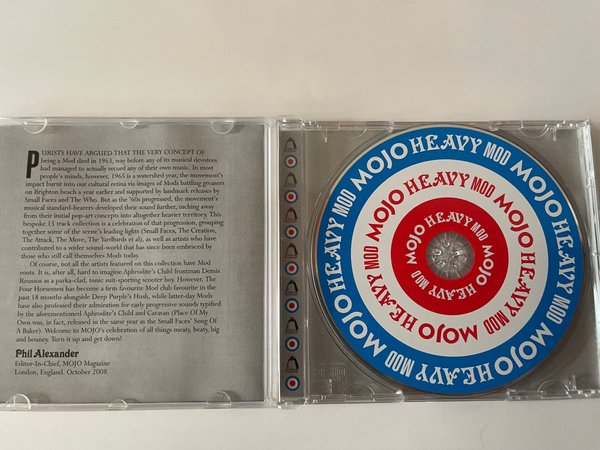 PURISTS HAVE ARGUED THAT THE VERY CONCEPT OF
being a Mod died in 1963, way before any of its musical devotees
had managed to actually record any of their own music. In most
people's minds, however, 1965 is a watershed year, the movement's
impact burnt into our cultural retina via images of Mods battling greasers
on Brighton beach a year earlier and supported by landmark releases by
Small Faces and The Who. But as the '60s progressed, the movement's
musical standard-bearers developed their sound further, inching away
from their initial pop-art concepts into altogether heavier territory. This
bespoke 15 track collection is a celebration of that progression, grouping
together some of the scene's leading lights (Small Faces, The Creation,
The Attack, The Move, The Yardbirds et al), as well as artists who have
contributed to a wider sound-world that has since been embraced by
those who still call themselves Mods today.
Of course, not all the artists featured on this collection have Mod
roots. It is, after all, hard to imagine Aphrodite's Child frontman Demis
Roussos as a parka-clad, tonic suit-sporting scooter boy. However, The
Four Horsemen has become a firm favourite Mod club favourite in the
past 18 months alongside Deep Purple's Hush, while latter-day Mods
have also professed their admiration for early progressive sounds typified
by the aforementioned Aphrodite's Child and Caravan (Place Of My
Own was, in fact, released in the same year as the Small Faces' Song Of
A Baker). Welcome to MOJO's celebration of all things meaty, beaty, big
and bouncy. Turn it up and get down!
Phil Alexander
Editor-In-Chief, MOJO Magazine
London, England. October 2008
MOJO HEAVY MOD MOJO HEAVY MOD MOJO HEAVY MOD MOJO HEAVY MOD
MOJO HEAVY MOD MOJO HEAVY MOD MOJO HEAVY MOD
MOJO HEAVY MOD MOJO HEAVY MOD